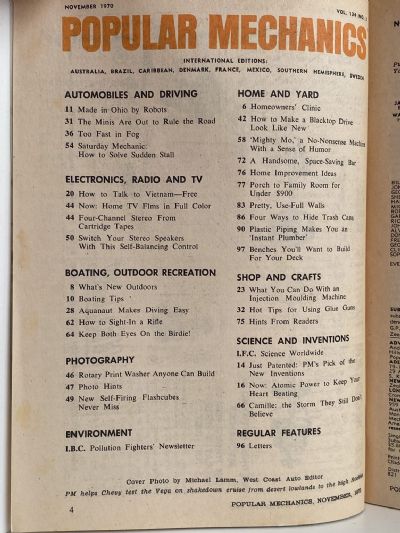 NOVEMBER 1970
VOL. 134 NO.
POPULAR MECHANICS
INTERNATIONAL EDITIONS:
AUSTRALIA, BRAZIL, CARIBBEAN, DENMARK, FRANCE, MEXICO, SOUTHERN HEMISPHERE, SWEDEN
AUTOMOBILES AND DRIVING
11 Made in Ohio by Robots
31 The Minis Are Out to Rule the Road
36 Too Fast in Fog
54 Saturday Mechanic:
How to Solve Sudden Stall
ELECTRONICS, RADIO AND TV
20 How to Talk to Vietnam—Free
44 Now: Home TV Films in Full Color
44 Four-Channel Stereo From
Cartridge Tapes
50 Switch Your Stereo Speakers
With This Self-Balancing Control
BOATING, OUTDOOR RECREATION
8 What's New Outdoors
10 Boating Tips
28 Aquanaut Makes Diving Easy
62 How to Sight-In a Rifle
64 Keep Both Eyes On the Birdie!
PHOTOGRAPHY
46 Rotary Print Washer Anyone Can Build
47 Photo Hints
49 New Self-Firing Flashcubes
Never Miss
ENVIRONMENT
I.B.C. Pollution Fighters' Newsletter
HOME AND YARD
6 Homeowners' Clinic
42 How to Make a Blacktop Drive
Look Like New
58 'Mighty Mo,' a No-Nonsense Machine
With a Sense of Humor
72 A Handsome, Space-Saving Bar
76 Home Improvement Ideas
77 Porch to Family Room for
Under $900
83 Pretty, Use-Full Walls
86 Four Ways to Hide Trash Cans
90 Plastic Piping Makes You an
'Instant Plumber'
97 Benches You'll Want to Build
For Your Deck
SHOP AND CRAFTS
23 What You Can Do With an
Injection Moulding Machine
32 Hot Tips for Using Glue Guns
75 Hints From Readers
SCIENCE AND INVENTIONS
I.F.C. Science Worldwide
14 Just Patented: PM's Pick of the
New Inventions
16 Now: Atomic Power to Keep Your
Heart Beating
66 Camille: the Storm They Still Don't
Believe
REGULAR FEATURES
96 Letters
Cover Photo by Michael Lamm, West Coast Auto Editor
PM helps Chevy test the Vega on shakedown cruise from desert lowlands to the high
4
POPULAR MECHANICS, NOVEMBER, 1970